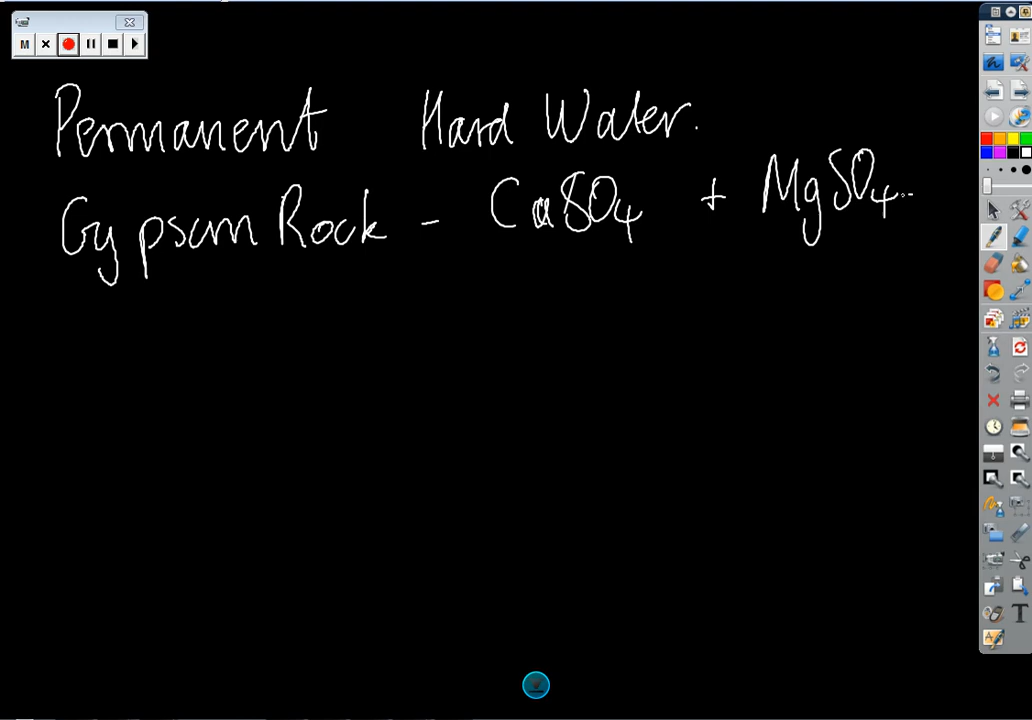 M
Permanent Hard Water.
Gypsum Rock - CaSO4 + MgSO4..
T